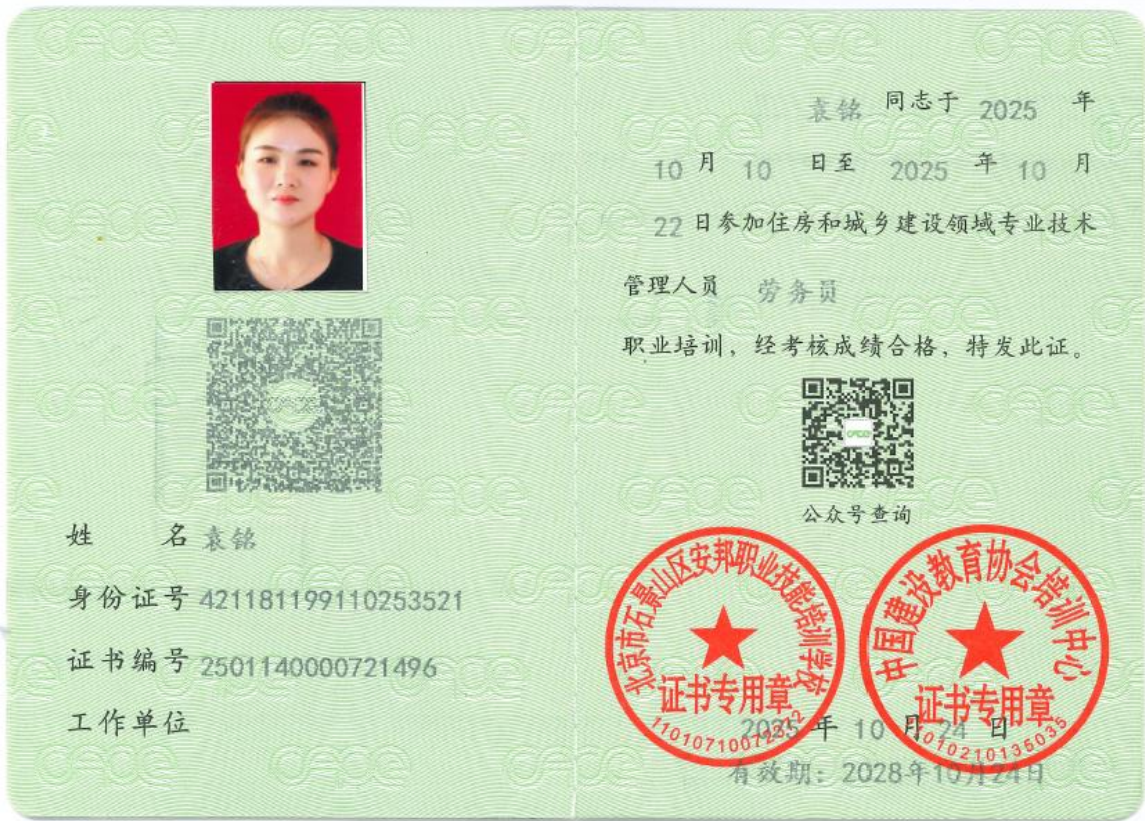 姓 名 袁铭
身份证号 421181199110253521
证书编号 2501140000721496
工作单位
袁铭 同志于 2025 年
10 月 10 日至 2025 年 10 月
22 日参加住房和城乡建设领域专业技术
管理人员 劳务员
职业培训，经考核成绩合格，特发此证。
公众号查询
北京市石景山区安邦职业技能培训学校
证书专用章
中国建设教育协会培训中心
证书专用章
11010210135035
2025 年 10 月 24 日
有效期：2028年10月24日